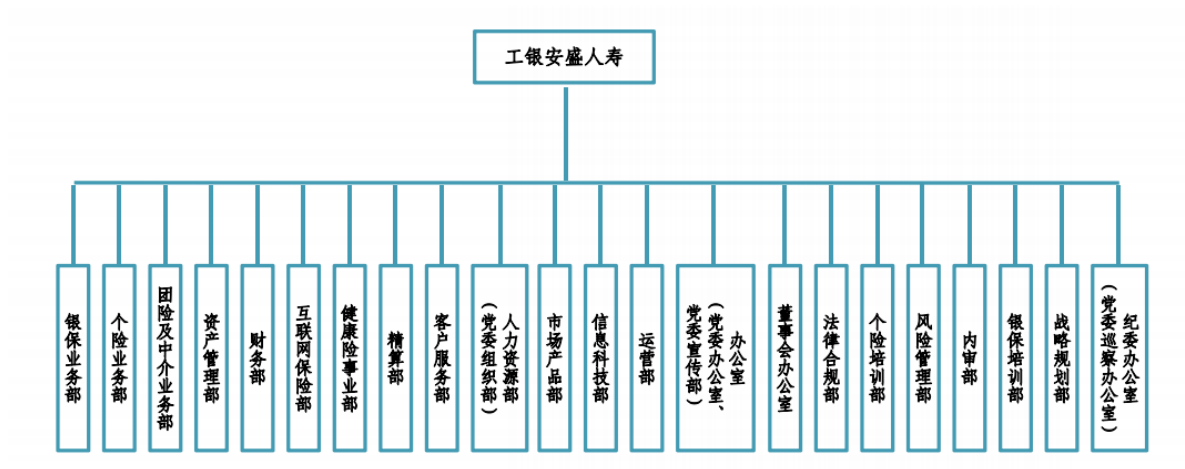 工银安盛人寿
银保业务部
个险业务部
团险及中介业务部
资产管理部
财务部
互联网保险部
健康险事业部
精算部
客户服务部
人力资源部
（党委组织部）
市场产品部
信息科技部
运营部
办公室
（党委办公室、
党委宣传部）
董事会办公室
法律合规部
个险培训部
风险管理部
内审部
银保培训部
战略规划部
纪委办公室
（党委巡察办公室）